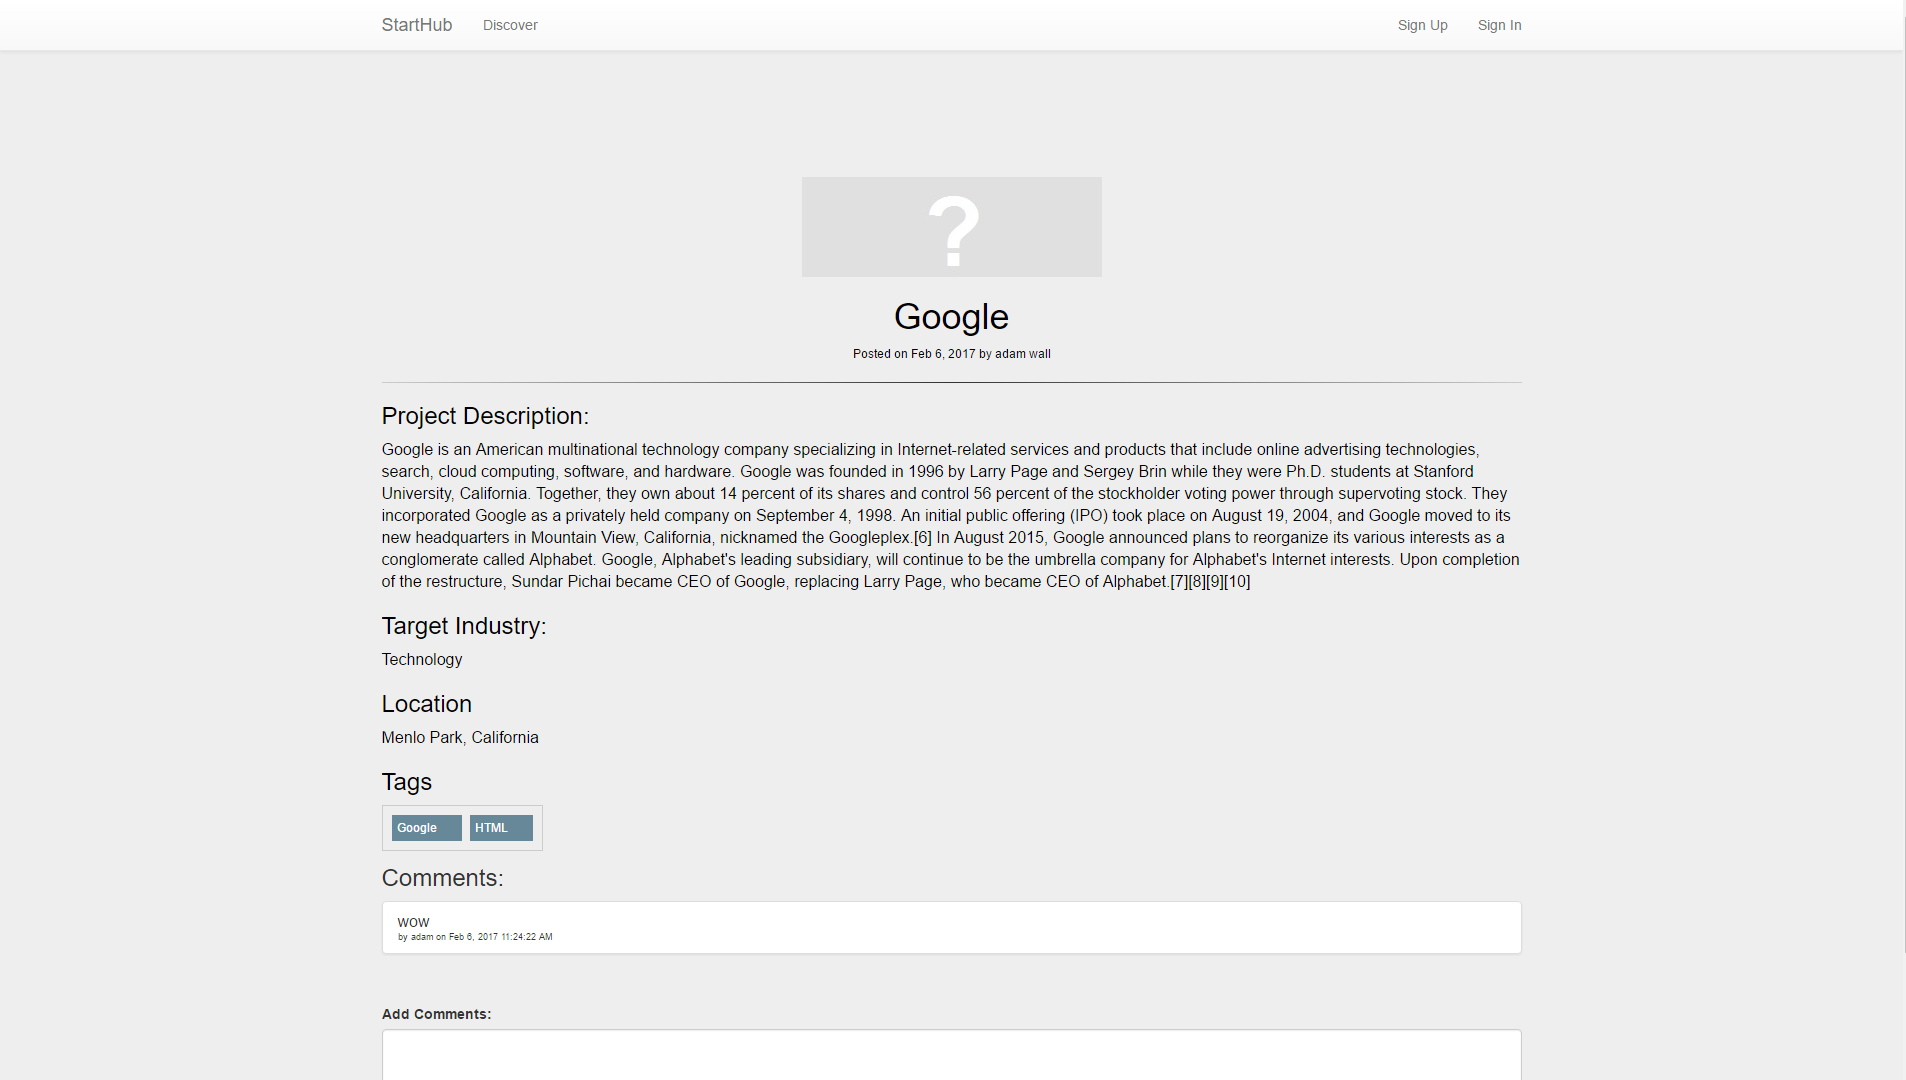 StartHub Discover Sign Up Sign In
?
Google
Posted on Feb 6, 2017 by adam wall
Project Description:
Google is an American multinational technology company specializing in Internet-related services and products that include online advertising technologies,
search, cloud computing, software, and hardware. Google was founded in 1996 by Larry Page and Sergey Brin while they were Ph.D. students at Stanford
University, California. Together, they own about 14 percent of its shares and control 56 percent of the stockholder voting power through supervoting stock. They
incorporated Google as a privately held company on September 4, 1998. An initial public offering (IPO) took place on August 19, 2004, and Google moved to its
new headquarters in Mountain View, California, nicknamed the Googleplex.[6] In August 2015, Google announced plans to reorganize its various interests as a
conglomerate called Alphabet. Google, Alphabet's leading subsidiary, will continue to be the umbrella company for Alphabet's Internet interests. Upon completion
of the restructure, Sundar Pichai became CEO of Google, replacing Larry Page, who became CEO of Alphabet.[7][8][9][10]
Target Industry:
Technology
Location
Menlo Park, California
Tags
Google HTML
Comments:
WOW
by adam on Feb 6, 2017 11:24:22 AM
Add Comments: